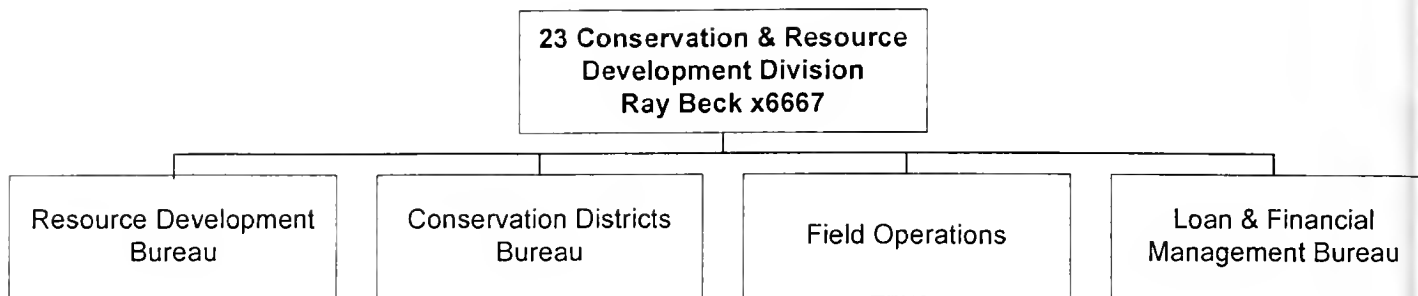 23 Conservation & Resource
Development Division
Ray Beck x6667
Resource Development
Bureau
Conservation Districts
Bureau
Field Operations
Loan & Financial
Management Bureau